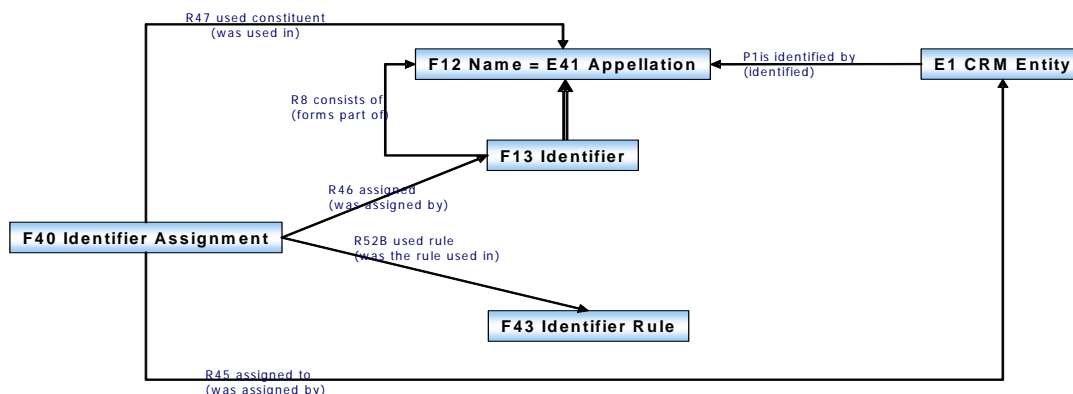 R47 used constituent
(was used in)
F12 Name = E41 Appellation
P1is identified by
(identified)
E1 CRM Entity
R8 consists of
(forms part of)
F13 Identifier
R46 assigned
(was assigned by)
F40 Identifier Assignment
R52B used rule
(was the rule used in)
F43 Identifier Rule
R45 assigned to
(was assigned by)